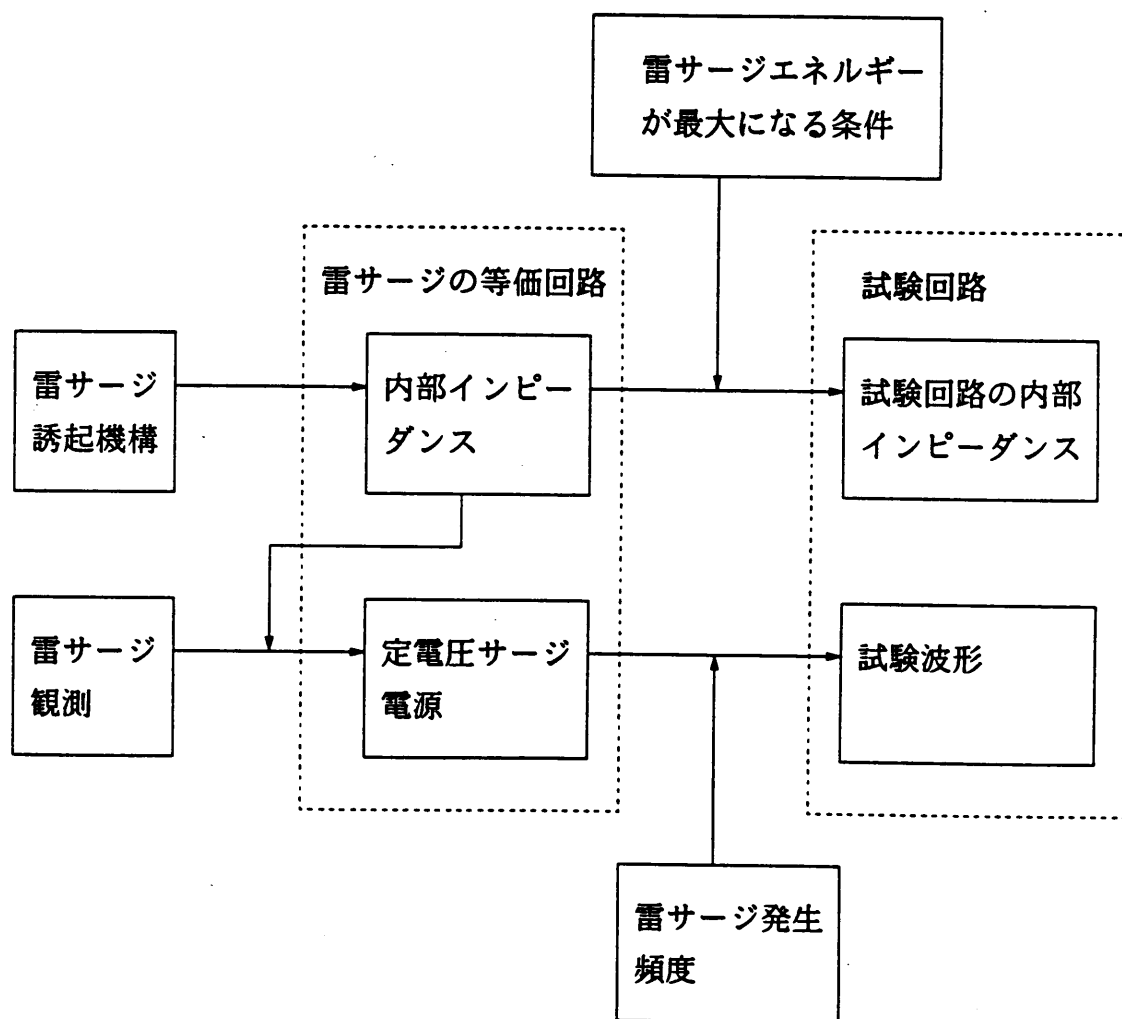 雷サージエネルギー
が最大になる条件
雷サージの等価回路
試験回路
雷サージ
誘起機構
内部インピー
ダンス
試験回路の内部
インピーダンス
雷サージ
観測
定電圧サージ
電源
試験波形
雷サージ発生
頻度